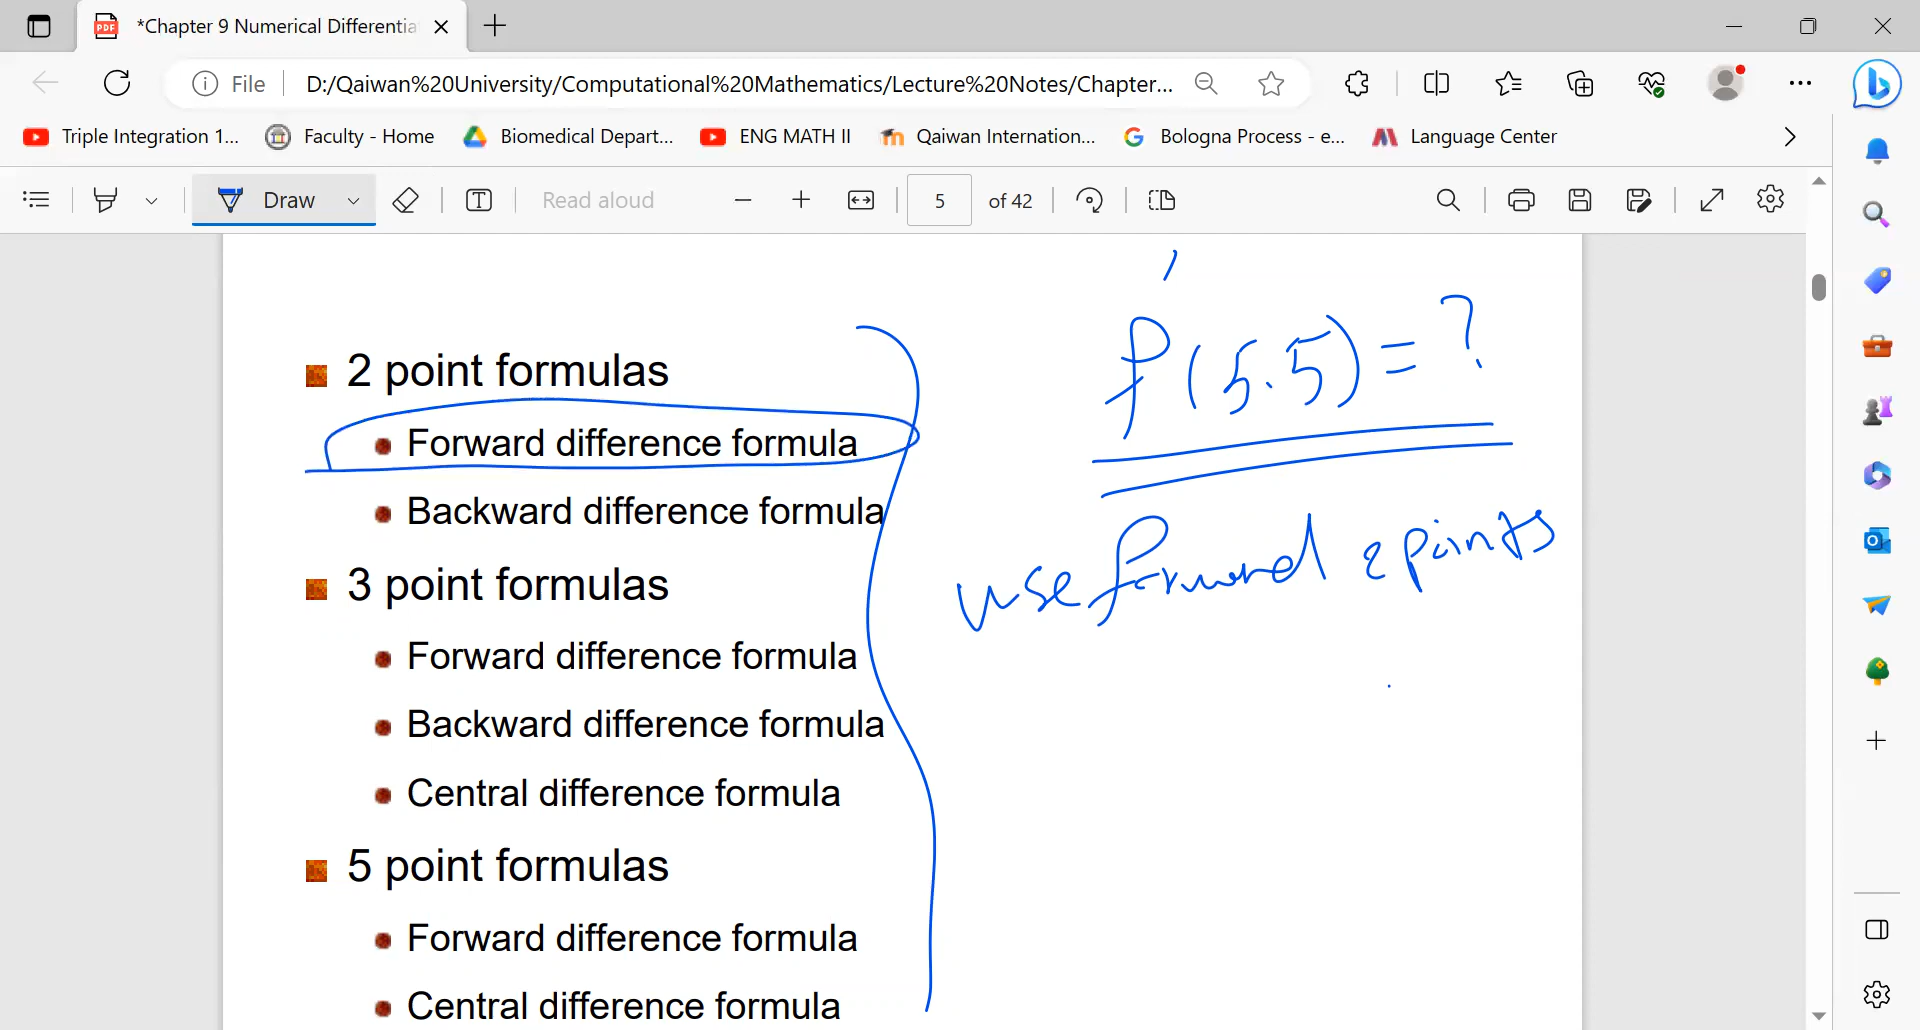 *Chapter 9 Numerical Differentia
File
D:/Qaiwan%20University/Computational%20Mathematics/Lecture%20Notes/Chapter...
Triple Integration 1...
Faculty - Home
Biomedical Depart...
ENG MATH II
Qaiwan Internation...
Bologna Process - e...
Language Center
Draw
Read aloud
5
of 42
2 point formulas
Forward difference formula
Backward difference formula
3 point formulas
Forward difference formula
Backward difference formula
Central difference formula
5 point formulas
Forward difference formula
Central difference formula
f'(5.5) = ?
use forward 2 points